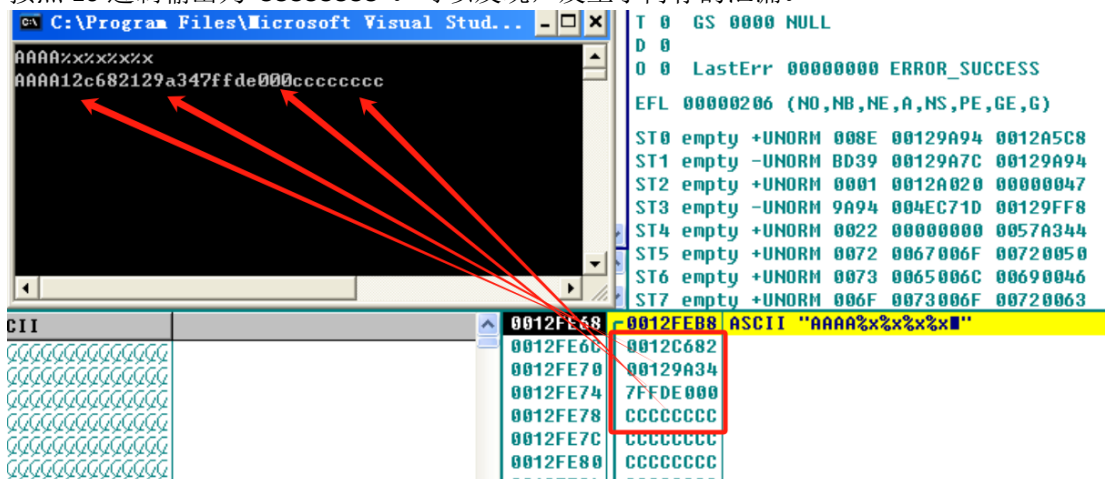 C:\Program Files\Microsoft Visual Stud...
AAAA%x%x%x%x
AAAA12c682129a347ffde000cccccccc
T 0 GS 0000 NULL
D 0
O 0 LastErr 00000000 ERROR_SUCCESS
EFL 00000206 (NO,NB,NE,A,NS,PE,GE,G)
ST0 empty +UNORM 008E 00129A94 0012A5C8
ST1 empty -UNORM BD39 00129A7C 00129A94
ST2 empty +UNORM 0001 0012A020 00000047
ST3 empty -UNORM 9A94 004EC71D 00129FF8
ST4 empty +UNORM 0022 00000000 0057A344
ST5 empty +UNORM 0072 0067006F 00720050
ST6 empty +UNORM 0073 0065006C 00690046
ST7 empty +UNORM 006F 0073006F 00720063
CII
0012FE68 0012FEB8 ASCII "AAAA%x%x%x%x∎"
0012FE6C 0012C682
0012FE70 00129A34
0012FE74 7FFDE000
0012FE78 CCCCCCCC
0012FE7C CCCCCCCC
0012FE80 CCCCCCCC